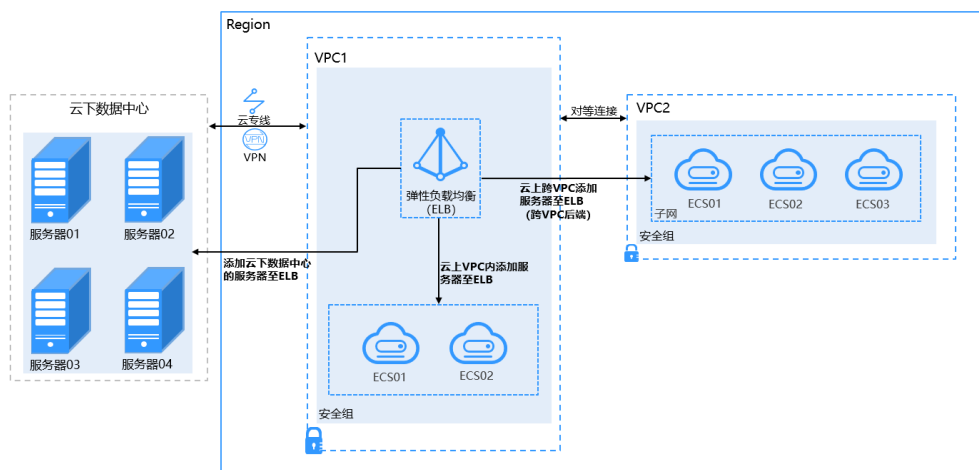 Region
云下数据中心
服务器01
服务器02
服务器03
服务器04
云专线
VPN
VPN
VPC1
弹性负载均衡
(ELB)
添加云下数据中心
的服务器至ELB
云上VPC内添加服
务器至ELB
ECS01
ECS02
安全组
对等连接
云上跨VPC添加
服务器至ELB
(跨VPC后端)
VPC2
ECS01
ECS02
ECS03
子网
安全组